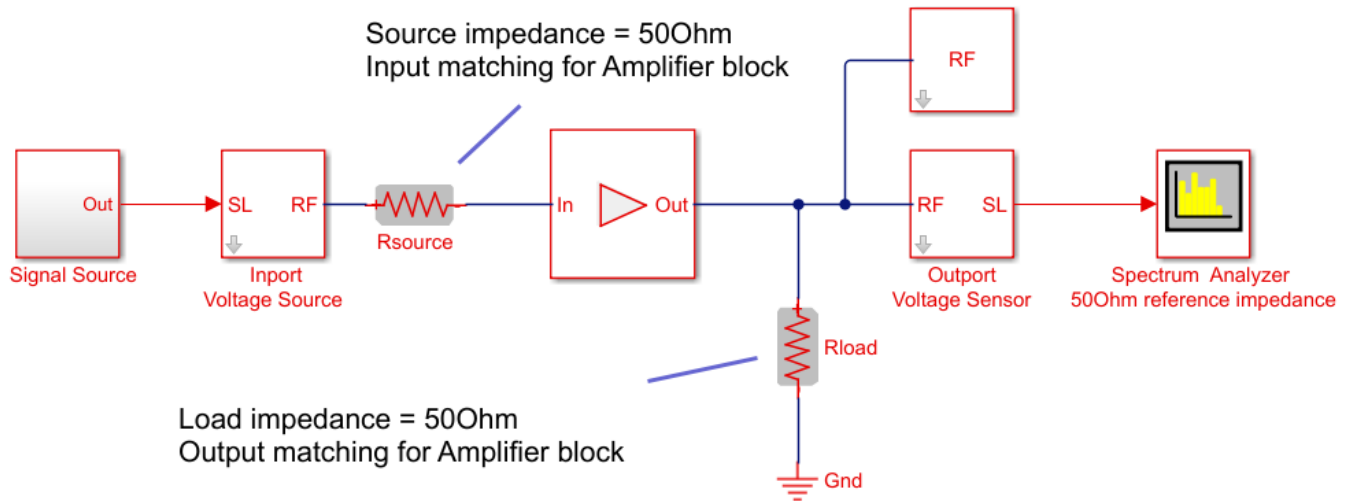 Source impedance = 50Ohm
Input matching for Amplifier block
RF
Out
SL
RF
In
Out
RF
SL
Signal Source
Inport
Voltage Source
Rsource
Outport
Voltage Sensor
Spectrum Analyzer
50Ohm reference impedance
+
+
Rload
Load impedance = 50Ohm
Output matching for Amplifier block
Gnd